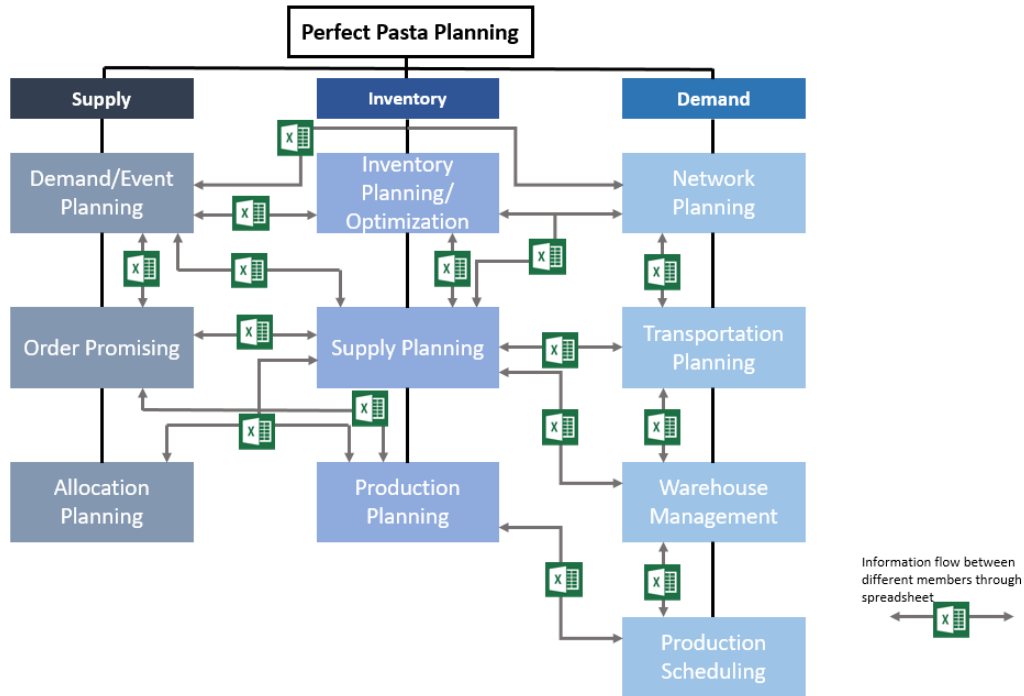 Perfect Pasta Planning
Supply
Inventory
Demand
Demand/Event
Planning
Inventory
Planning/
Optimization
Network
Planning
Order Promising
Supply Planning
Transportation
Planning
Allocation
Planning
Production
Planning
Warehouse
Management
Production
Scheduling
Information flow between
different members through
spreadsheet